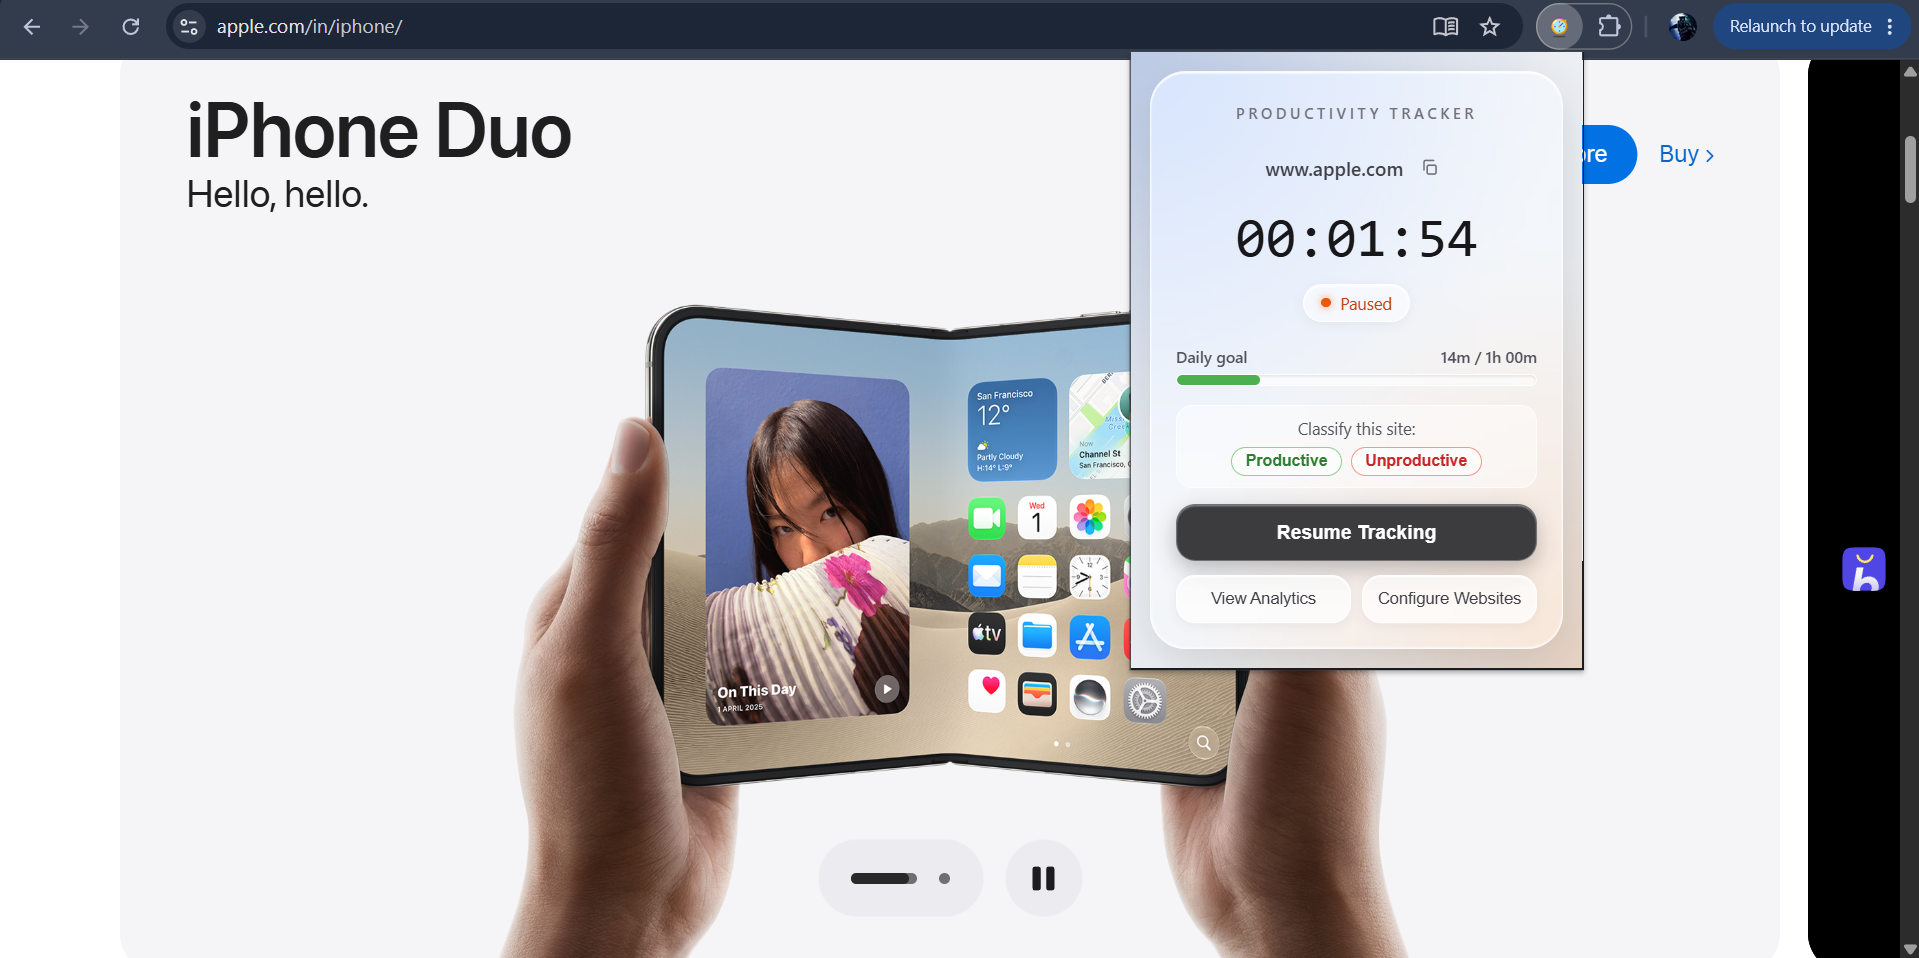 apple.com/in/iphone/
Relaunch to update
iPhone Duo
Hello, hello.
Buy
PRODUCTIVITY TRACKER
www.apple.com
00:01:54
Paused
Daily goal
14m / 1h 00m
Classify this site:
Productive
Unproductive
Resume Tracking
View Analytics
Configure Websites
San Francisco
12°
Partly Cloudy
H:14° L:9°
Now
Channel St
San Francisco,
Wed
1
12
3
tv
On This Day
1 APRIL 2025